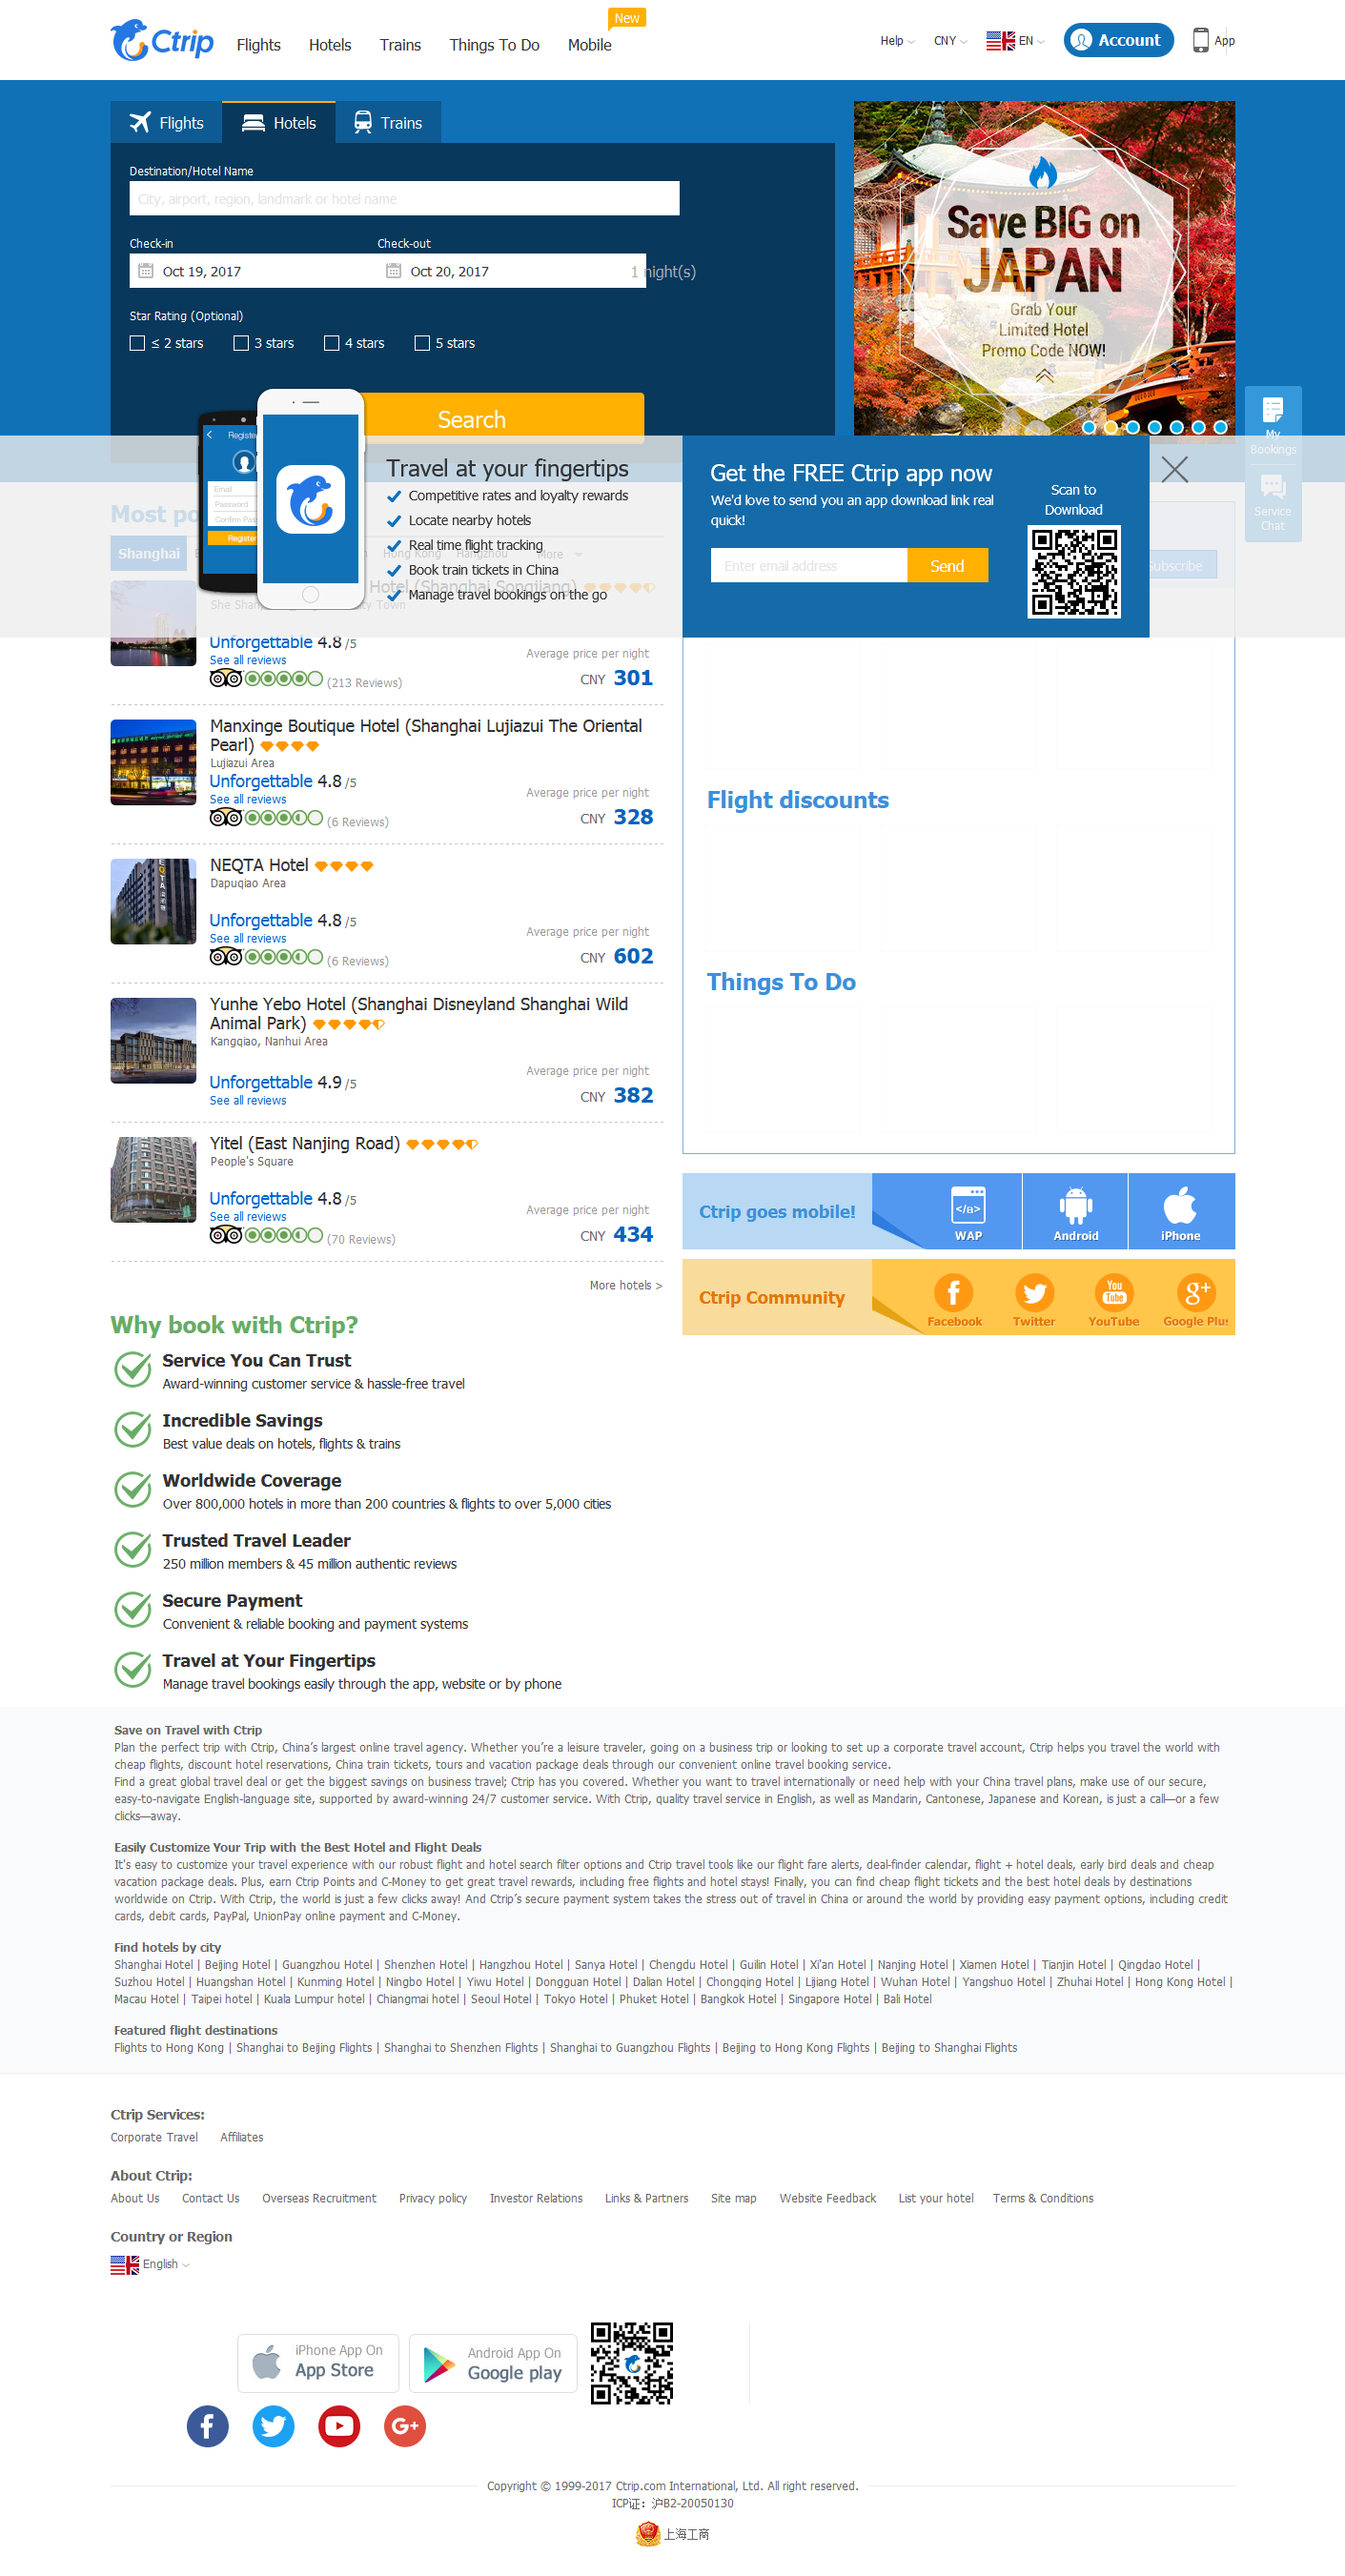 Ctrip
Flights
Hotels
Trains
Things To Do
Mobile
New
Help
CNY
EN
Account
App
Flights
Hotels
Trains
Destination/Hotel Name
City, airport, region, landmark or hotel name
Check-in
Check-out
Oct 19, 2017
Oct 20, 2017
1 night(s)
Star Rating (Optional)
≤ 2 stars
3 stars
4 stars
5 stars
Search
Save BIG on
JAPAN
Grab Your
Limited Hotel
Promo Code NOW!
My
Bookings
Service
Chat
Register
Email
Password
Register
Travel at your fingertips
Competitive rates and loyalty rewards
Locate nearby hotels
Real time flight tracking
Book train tickets in China
Manage travel bookings on the go
Get the FREE Ctrip app now
We'd love to send you an app download link real
quick!
Enter email address
Send
Scan to
Download
Most
Shanghai
Hong Kong
Hangzhou
More
Hotel (Shanghai Songjiang)
Town
Subscribe
Unforgettable 4.8 /5
See all reviews
(213 Reviews)
Average price per night
CNY 301
Manxinge Boutique Hotel (Shanghai Lujiazui The Oriental
Pearl)
Lujiazui Area
Unforgettable 4.8 /5
See all reviews
(6 Reviews)
Average price per night
CNY 328
NEQTA Hotel
Dapuqiao Area
Unforgettable 4.8 /5
See all reviews
(6 Reviews)
Average price per night
CNY 602
Yunhe Yebo Hotel (Shanghai Disneyland Shanghai Wild
Animal Park)
Kangqiao, Nanhui Area
Unforgettable 4.9 /5
See all reviews
Average price per night
CNY 382
Yitel (East Nanjing Road)
People's Square
Unforgettable 4.8 /5
See all reviews
(70 Reviews)
Average price per night
CNY 434
More hotels >
Flight discounts
Things To Do
Ctrip goes mobile!
</a>
WAP
Android
iPhone
Ctrip Community
Facebook
Twitter
You
Tube
YouTube
g+
Google Plus
Why book with Ctrip?
Service You Can Trust
Award-winning customer service & hassle-free travel
Incredible Savings
Best value deals on hotels, flights & trains
Worldwide Coverage
Over 800,000 hotels in more than 200 countries & flights to over 5,000 cities
Trusted Travel Leader
250 million members & 45 million authentic reviews
Secure Payment
Convenient & reliable booking and payment systems
Travel at Your Fingertips
Manage travel bookings easily through the app, website or by phone
Save on Travel with Ctrip
Plan the perfect trip with Ctrip, China’s largest online travel agency. Whether you’re a leisure traveler, going on a business trip or looking to set up a corporate travel account, Ctrip helps you travel the world with
cheap flights, discount hotel reservations, China train tickets, tours and vacation package deals through our convenient online travel booking service.
Find a great global travel deal or get the biggest savings on business travel; Ctrip has you covered. Whether you want to travel internationally or need help with your China travel plans, make use of our secure,
easy-to-navigate English-language site, supported by award-winning 24/7 customer service. With Ctrip, quality travel service in English, as well as Mandarin, Cantonese, Japanese and Korean, is just a call—or a few
clicks—away.
Easily Customize Your Trip with the Best Hotel and Flight Deals
It's easy to customize your travel experience with our robust flight and hotel search filter options and Ctrip travel tools like our flight fare alerts, deal-finder calendar, flight + hotel deals, early bird deals and cheap
vacation package deals. Plus, earn Ctrip Points and C-Money to get great travel rewards, including free flights and hotel stays! Finally, you can find cheap flight tickets and the best hotel deals by destinations
worldwide on Ctrip. With Ctrip, the world is just a few clicks away! And Ctrip’s secure payment system takes the stress out of travel in China or around the world by providing easy payment options, including credit
cards, debit cards, PayPal, UnionPay online payment and C-Money.
Find hotels by city
Shanghai Hotel | Beijing Hotel | Guangzhou Hotel | Shenzhen Hotel | Hangzhou Hotel | Sanya Hotel | Chengdu Hotel | Guilin Hotel | Xi'an Hotel | Nanjing Hotel | Xiamen Hotel | Tianjin Hotel | Qingdao Hotel |
Suzhou Hotel | Huangshan Hotel | Kunming Hotel | Ningbo Hotel | Yiwu Hotel | Dongguan Hotel | Dalian Hotel | Chongqing Hotel | Lijiang Hotel | Wuhan Hotel | Yangshuo Hotel | Zhuhai Hotel | Hong Kong Hotel |
Macau Hotel | Taipei hotel | Kuala Lumpur hotel | Chiangmai hotel | Seoul Hotel | Tokyo Hotel | Phuket Hotel | Bangkok Hotel | Singapore Hotel | Bali Hotel
Featured flight destinations
Flights to Hong Kong | Shanghai to Beijing Flights | Shanghai to Shenzhen Flights | Shanghai to Guangzhou Flights | Beijing to Hong Kong Flights | Beijing to Shanghai Flights
Ctrip Services:
Corporate Travel
Affiliates
About Ctrip:
About Us
Contact Us
Overseas Recruitment
Privacy policy
Investor Relations
Links & Partners
Site map
Website Feedback
List your hotel
Terms & Conditions
Country or Region
English
iPhone App On
App Store
Android App On
Google play
G+
Copyright © 1999-2017 Ctrip.com International, Ltd. All right reserved.
ICP证：沪B2-20050130
上海工商